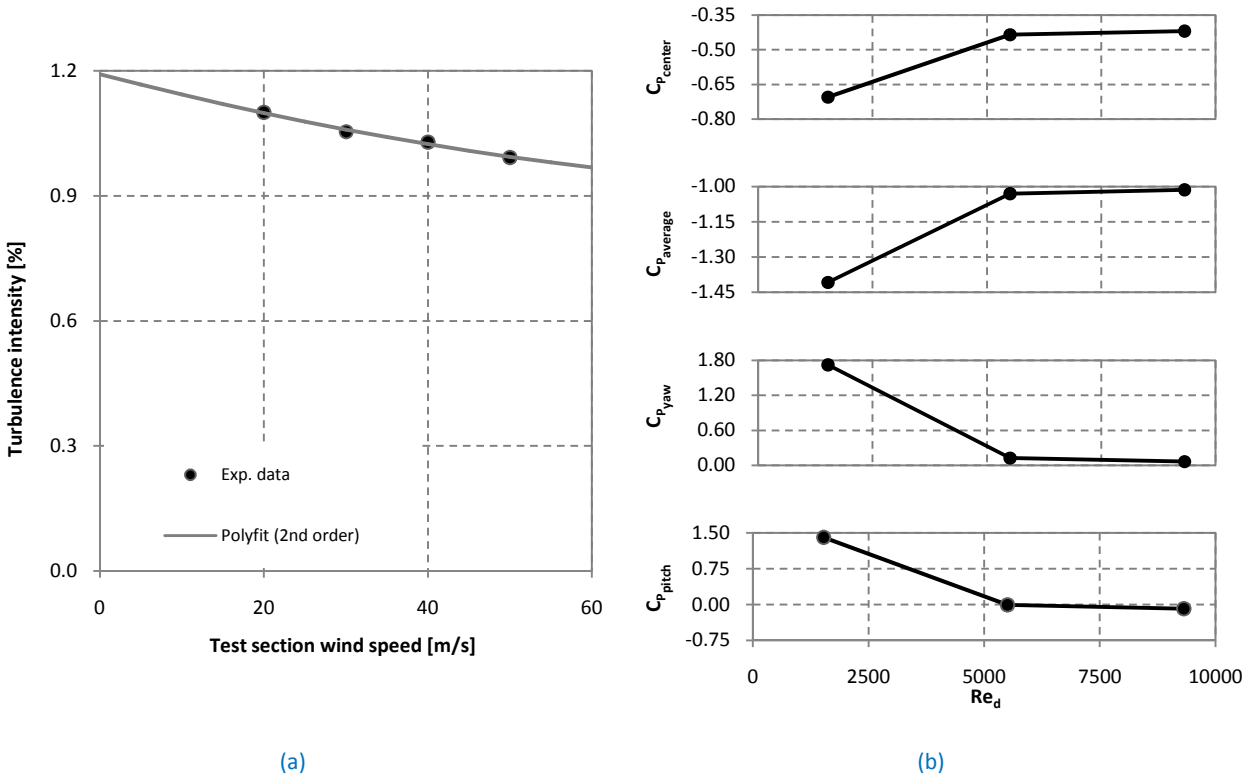 1.2
0.9
0.6
0.3
0.0
Turbulence intensity [%]
Exp. data
Polyfit (2nd order)
0 20 40 60
Test section wind speed [m/s]
(a)
-0.35
-0.50
-0.65
-0.80
CPcenter
-1.00
-1.15
-1.30
-1.45
CPaverage
1.80
1.20
0.60
0.00
CPyaw
1.50
0.75
0.00
-0.75
CPpitch
0 2500 5000 7500 10000
Red
(b)